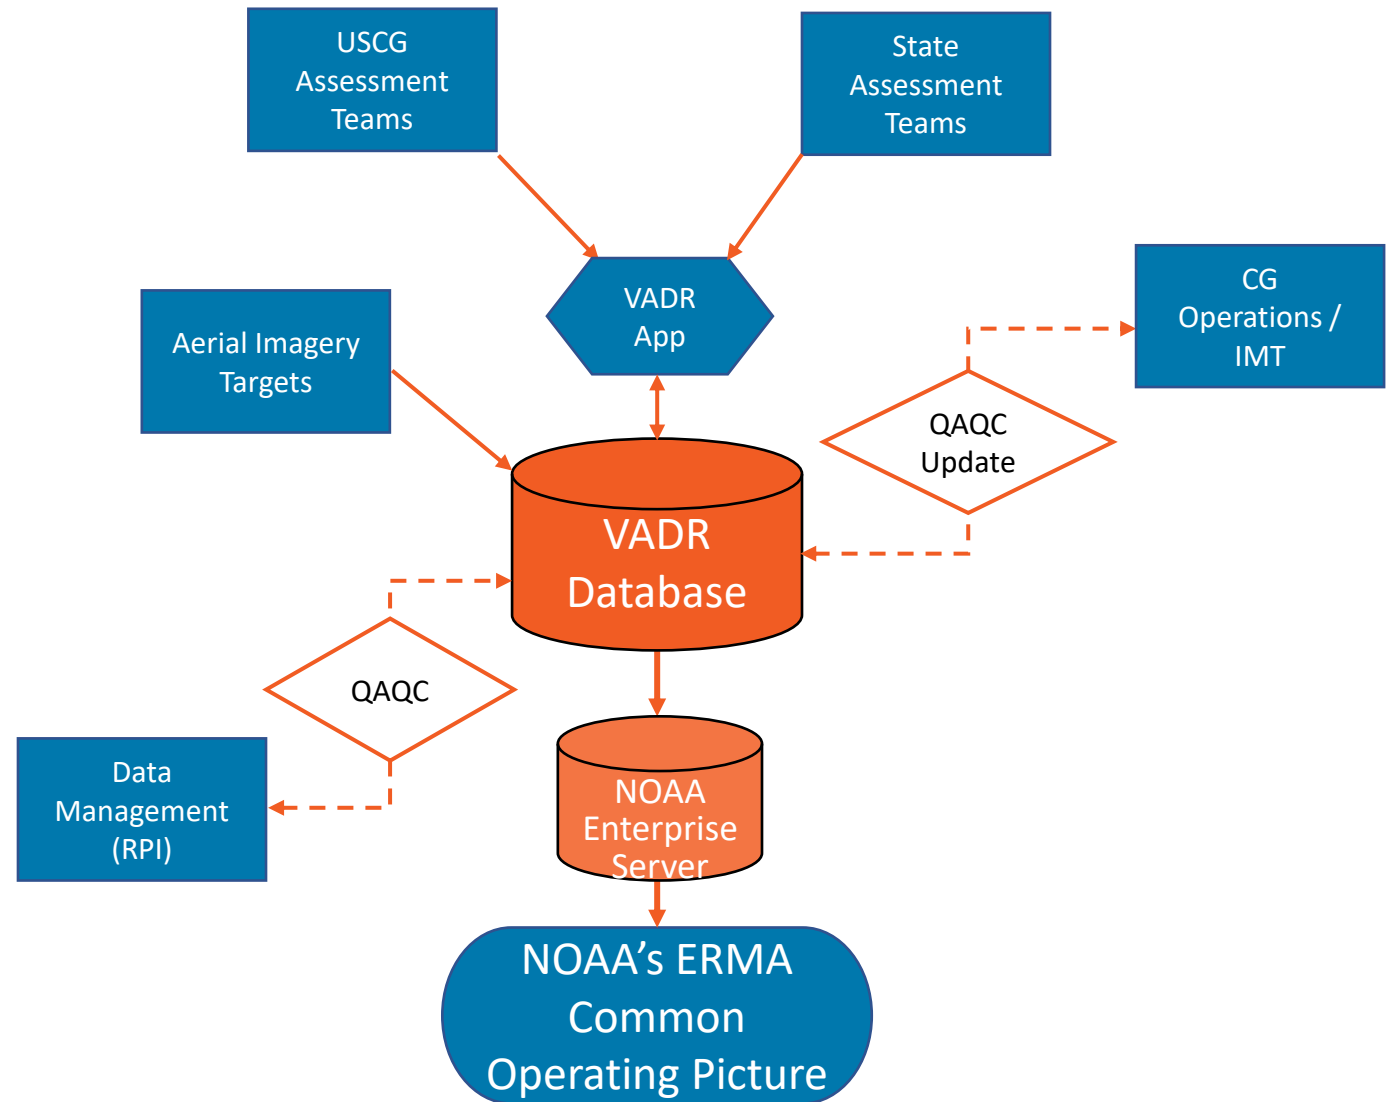 USCG
Assessment
Teams
State
Assessment
Teams
CG
Operations /
IMT
VADR
App
Aerial Imagery
Targets
QAQC
Update
VADR
Database
QAQC
Data
Management
(RPI)
NOAA
Enterprise
Server
NOAA’s ERMA
Common
Operating Picture